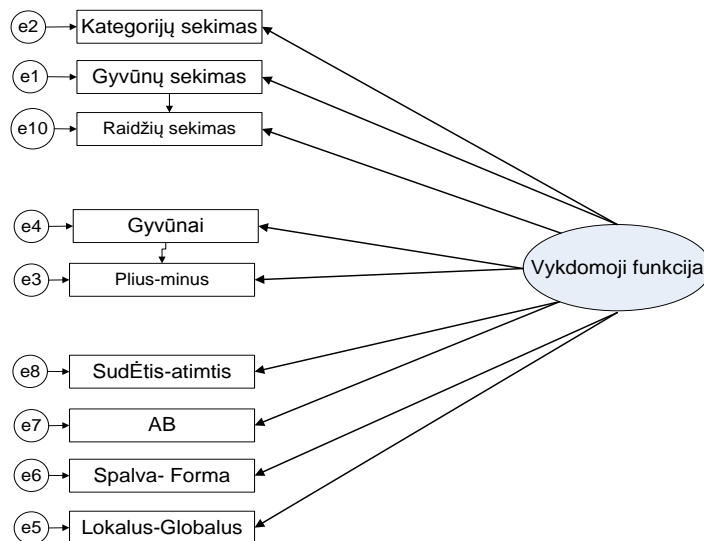 e2 Kategorijų sekimas
e1 Gyvūnų sekimas
e10 Raidžių sekimas
e4 Gyvūnai
e3 Plius-minus
Vykdomoji funkcija
e8 SudĖtis-atimtis
e7 AB
e6 Spalva- Forma
e5 Lokalus-Globalus